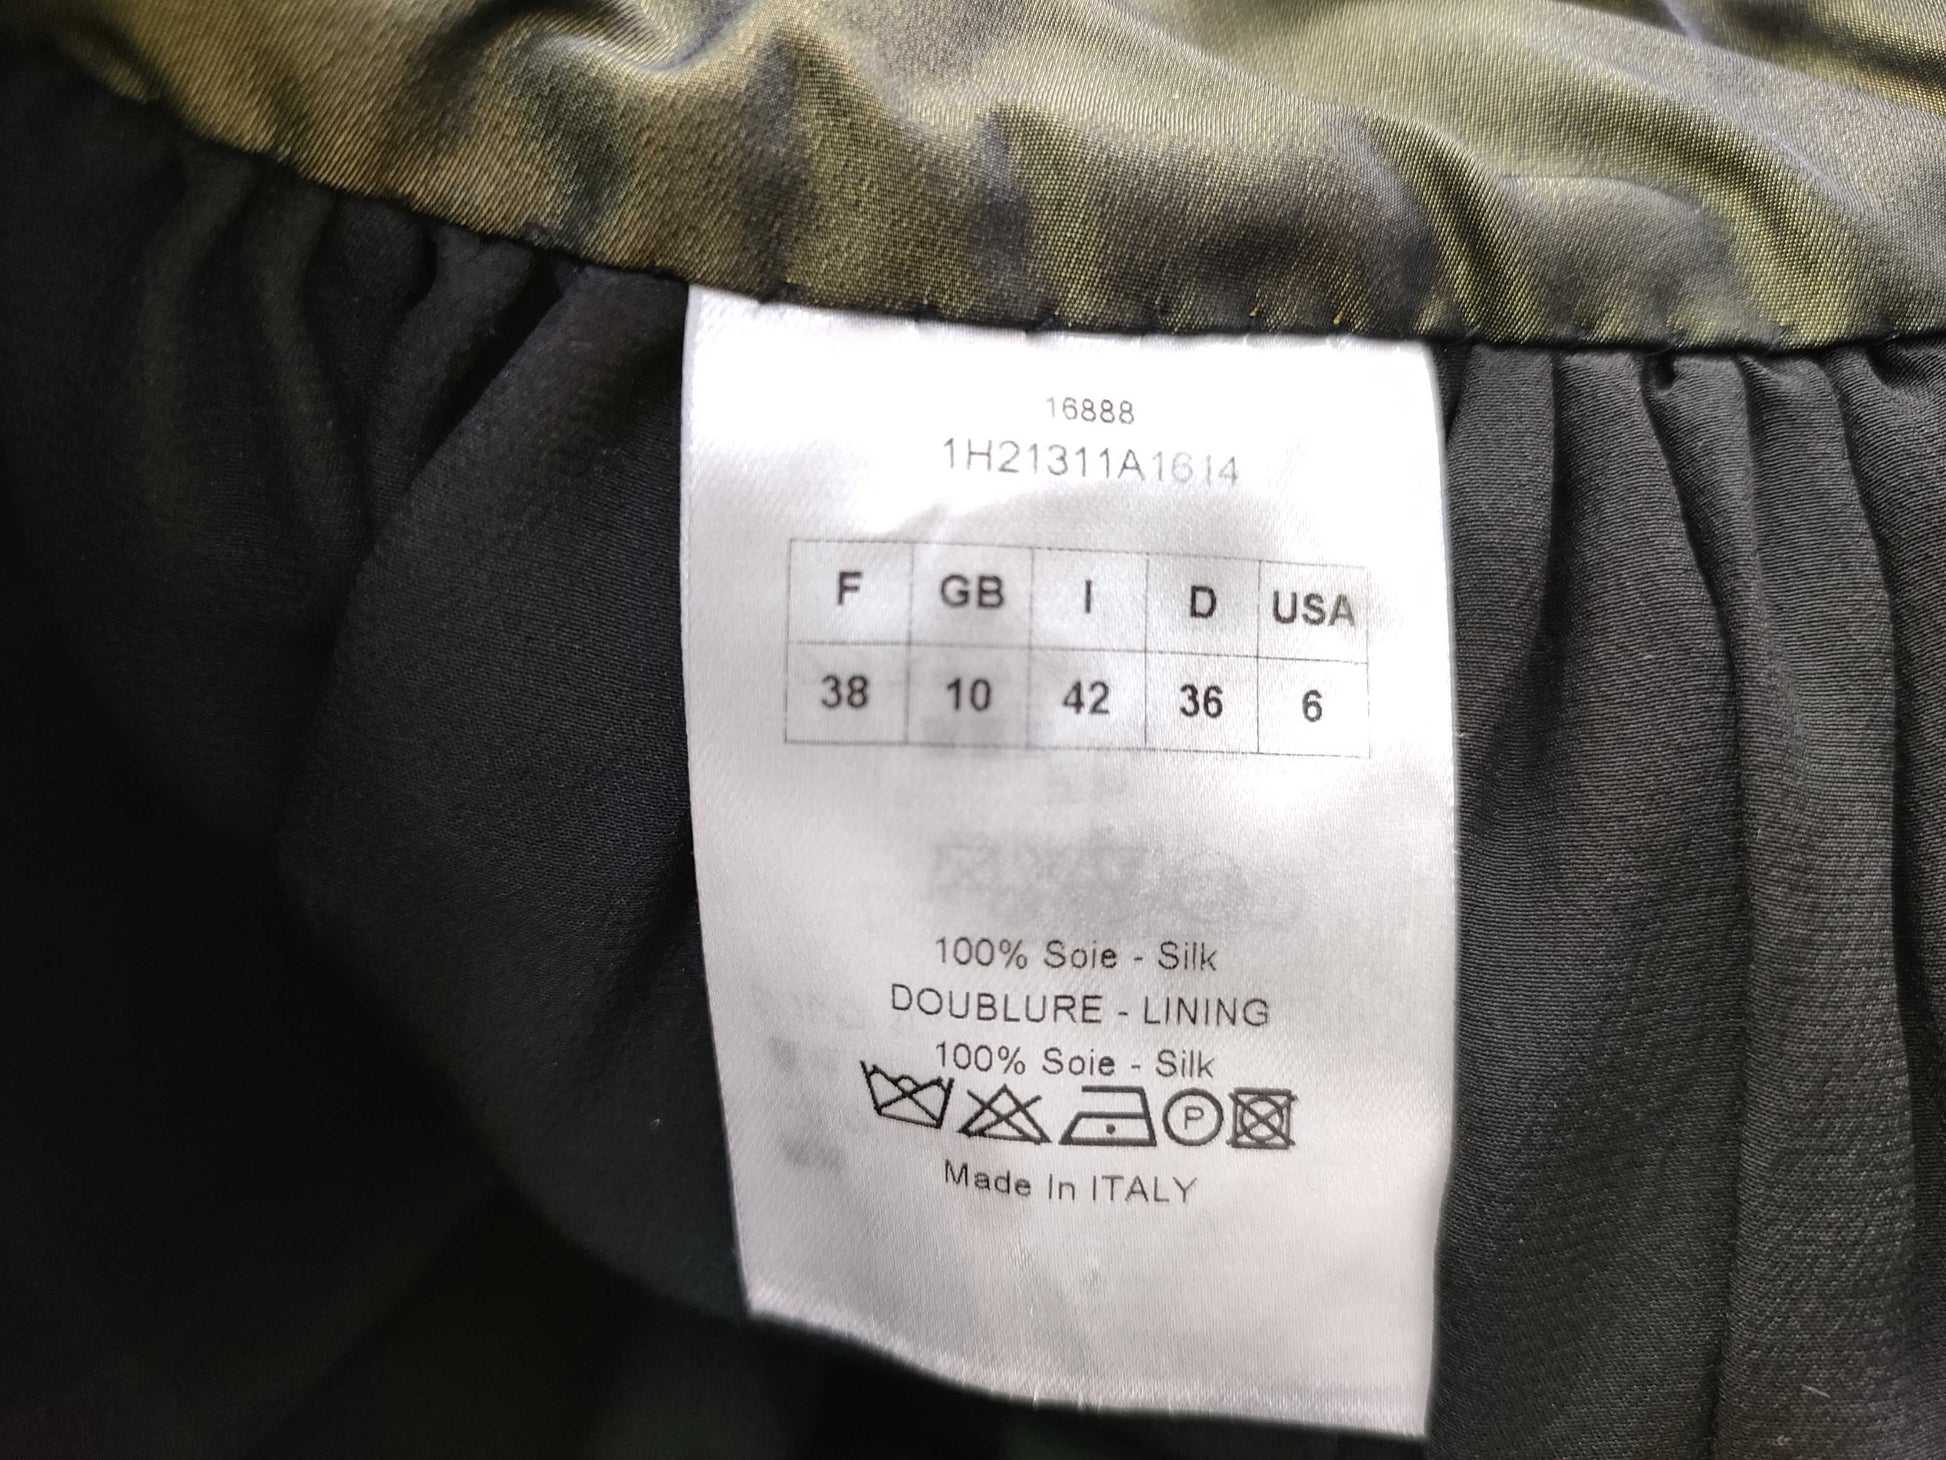 16888
1H21311A1614
F GB I D USA
38 10 42 36 6
100% Soie - Silk
DOUBLURE - LINING
100% Soie - Silk
P
Made In ITALY